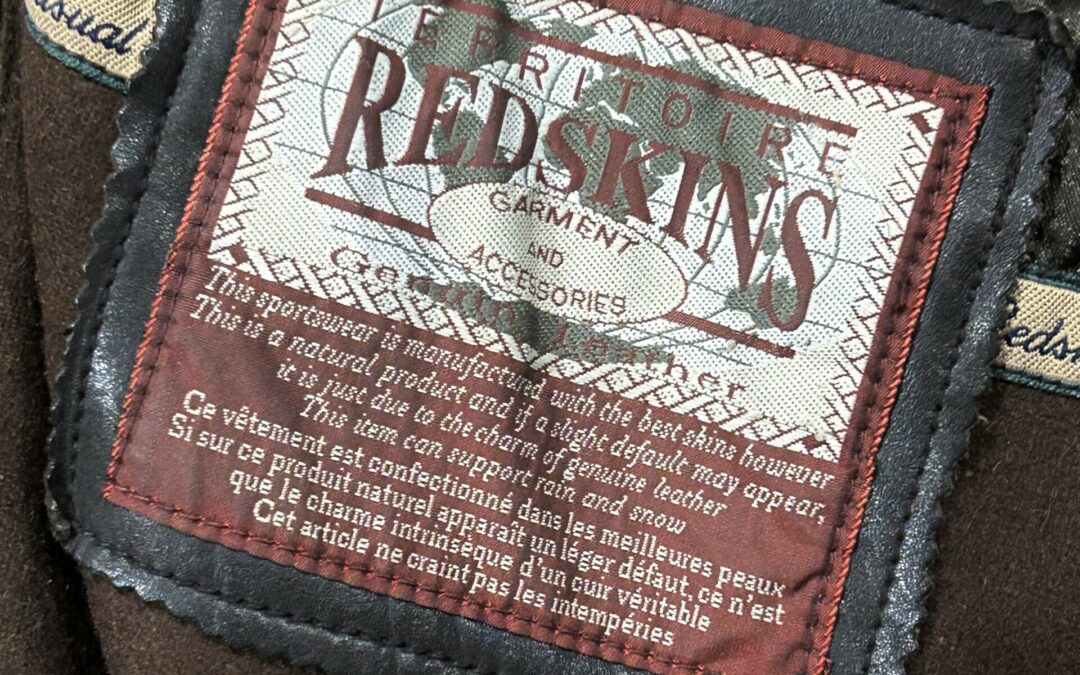 TERRITOIRE
REDSKINS
GARMENT
AND
ACCESSORIES
Genuine Leather
This sportswear is manufactured with the best skins however
This is a natural product and if a slight default may appear,
it is just due to the charm of genuine leather
This item can support rain and snow
Ce vêtement est confectionné dans les meilleures peaux
Si sur ce produit naturel apparaît un léger défaut, ce n'est
que le charme intrinsèque d'un cuir véritable
Cet article ne craint pas les intempéries